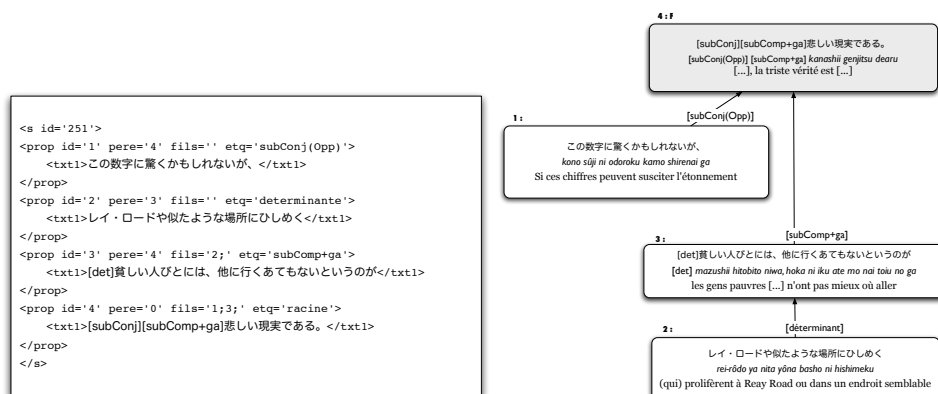 <s id='251'>
<prop id='1' pere='4' fils='' etq='subConj(Opp)'>
<txt1>この数字に驚くかもしれないが、</txt1>
</prop>
<prop id='2' pere='3' fils='' etq='determinante'>
<txt1>レイ・ロードや似たような場所にひしめく</txt1>
</prop>
<prop id='3' pere='4' fils='2;' etq='subComp+ga'>
<txt1>[det]貧しい人びとには、他に行くあてもないというのが</txt1>
</prop>
<prop id='4' pere='0' fils='1;3;' etq='racine'>
<txt1>[subConj][subComp+ga]悲しい現実である。</txt1>
</prop>
</s>
4 : F
[subConj][subComp+ga]悲しい現実である。
[subConj(Opp)] [subComp+ga] kanashii genjitsu dearu
[...], la triste vérité est [...]
[subConj(Opp)]
1 :
この数字に驚くかもしれないが、
kono sûji ni odoroku kamo shirenai ga
Si ces chiffres peuvent susciter l'étonnement
[subComp+ga]
3 :
[det]貧しい人びとには、他に行くあてもないというのが
[det] mazushii hitobito niwa, hoka ni iku ate mo nai toiu no ga
les gens pauvres [...] n'ont pas mieux où aller
2 :
[déterminant]
レイ・ロードや似たような場所にひしめく
rei-rôdo ya nita yôna basho ni hishimeku
(qui) prolifèrent à Reay Road ou dans un endroit semblable